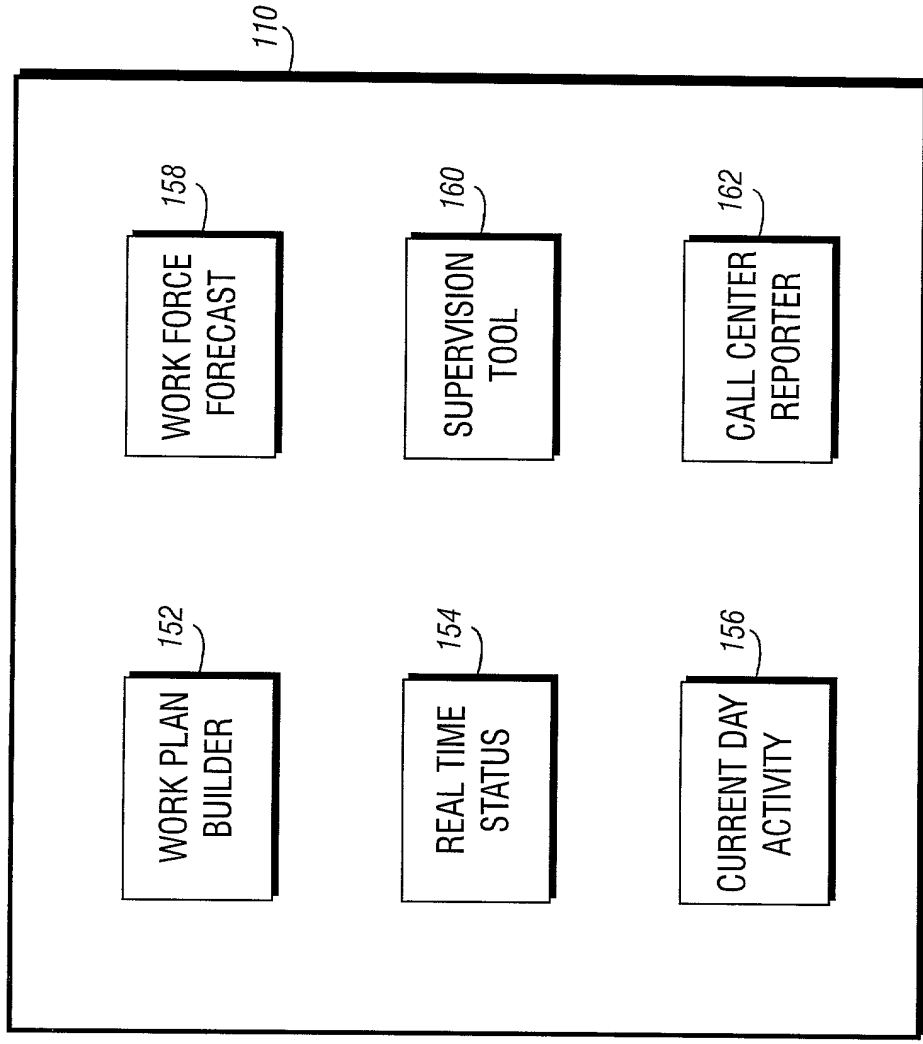 110
152
WORK PLAN
BUILDER
158
WORK FORCE
FORECAST
154
REAL TIME
STATUS
160
SUPERVISION
TOOL
156
CURRENT DAY
ACTIVITY
162
CALL CENTER
REPORTER